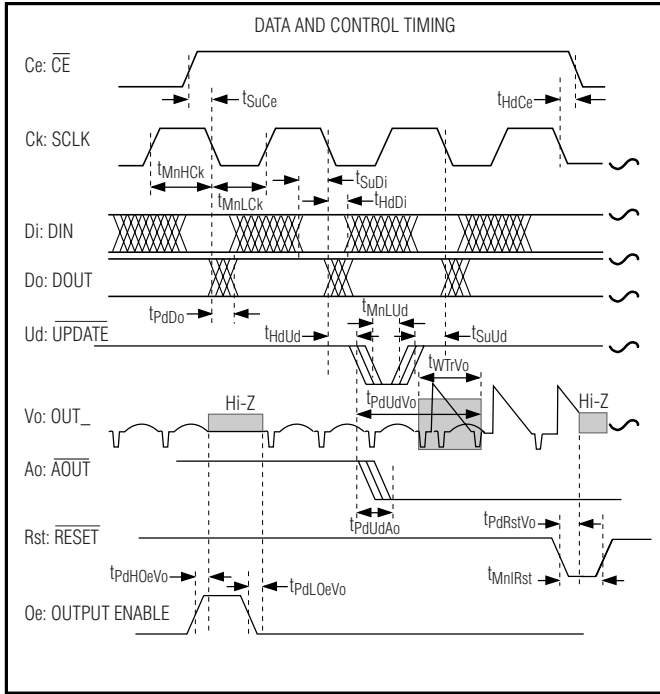 DATA AND CONTROL TIMING
Ce: CE
tSuCe
tHdCe
Ck: SCLK
tMnHCk
tMnLCk
tSuDi
tHdDi
Di: DIN
Do: DOUT
tPdDo
tHdUd
tMnLUd
tSuUd
Ud: UPDATE
tWTrVo
Hi-Z
tPdUdVo
Hi-Z
Vo: OUT_
Ao: AOUT
tPdUdAo
tPdRstVo
Rst: RESET
tMnlRst
tPdHOeVo
tPdLOeVo
Oe: OUTPUT ENABLE